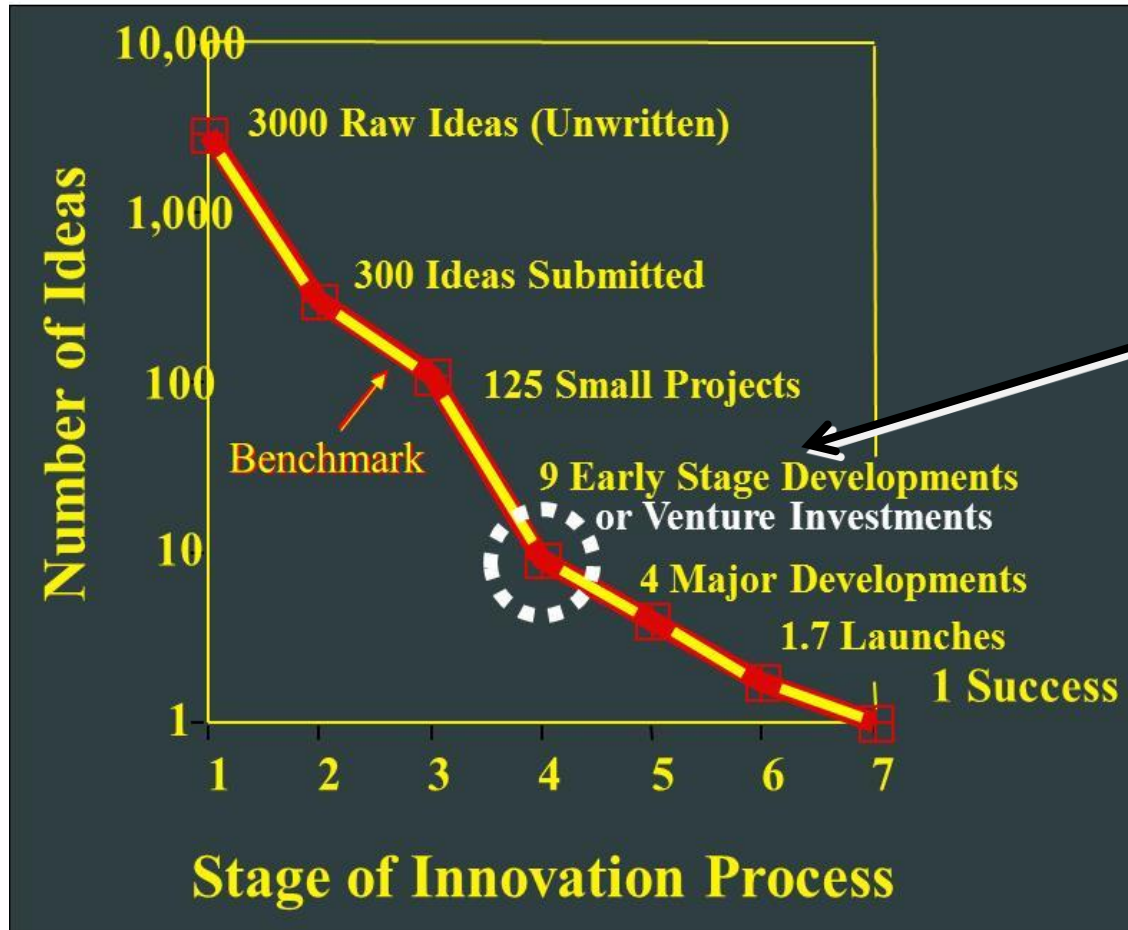 10,000
3000 Raw Ideas (Unwritten)
1,000
300 Ideas Submitted
100
125 Small Projects
Benchmark
9 Early Stage Developments
or Venture Investments
10
4 Major Developments
1.7 Launches
1 Success
1
1 2 3 4 5 6 7
Number of Ideas
Stage of Innovation Process